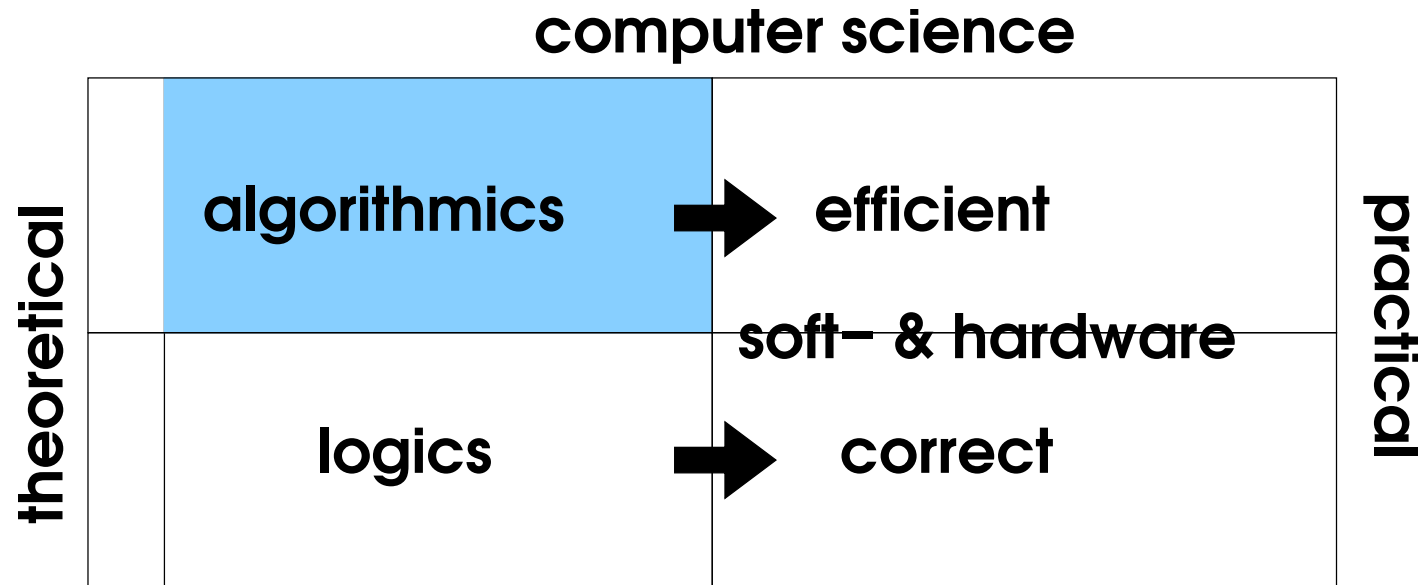 computer science
theoretical
algorithmics
efficient
soft– & hardware
logics
correct
practical